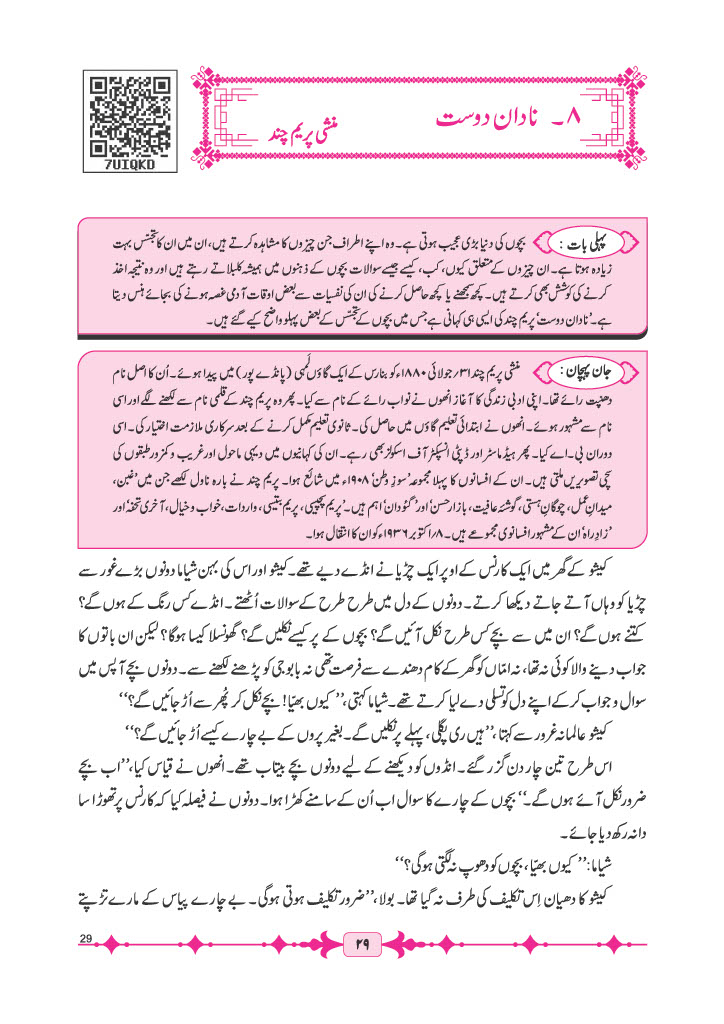 7UIQKD
۸ ۔ نادان دوست
منشی پریم چند
پہلی بات : بچوں کی دنیا بڑی عجیب ہوتی ہے۔ وہ اپنے اطراف جن چیزوں کا مشاہدہ کرتے ہیں، ان میں ان کا تجسّس بہت
زیادہ ہوتا ہے۔ ان چیزوں کے متعلق کیوں، کب، کیسے جیسے سوالات بچوں کے ذہنوں میں ہمیشہ کلبلاتے رہتے ہیں اور وہ نتیجہ اخذ
کرنے کی کوشش بھی کرتے ہیں۔ کچھ سمجھنے یا کچھ حاصل کرنے کی ان کی نفسیات سے بعض اوقات آدمی غصہ ہونے کی بجائے ہنس دیتا
ہے۔ ’نادان دوست‘ پریم چند کی ایسی ہی کہانی ہے جس میں بچوں کے تجسّس کے بعض پہلو واضح کیے گئے ہیں۔
جان پہچان : منشی پریم چند ۳۱؍ جولائی ۱۸۸۰ء کو بنارس کے ایک گاؤں لمہی (پانڈے پور) میں پیدا ہوئے۔ اُن کا اصل نام
دھنپت رائے تھا۔ اپنی ادبی زندگی کا آغاز انھوں نے نواب رائے کے نام سے کیا۔ پھر وہ پریم چند کے قلمی نام سے لکھنے لگے اور اسی
نام سے مشہور ہوئے۔ انھوں نے ابتدائی تعلیم گاؤں میں حاصل کی۔ ثانوی تعلیم مکمل کرنے کے بعد سرکاری ملازمت اختیار کی۔ اسی
دوران بی۔اے کیا۔ پھر ہیڈ ماسٹر اور ڈپٹی انسپکٹر آف اسکولز بھی رہے۔ ان کی کہانیوں میں دیہی ماحول اور غریب و کمزور طبقوں کی
سچی تصویریں ملتی ہیں۔ ان کے افسانوں کا پہلا مجموعہ ’سوزِ وطن‘ ۱۹۰۸ء میں شائع ہوا۔ پریم چند نے بارہ ناول لکھے جن میں ’غبن،
میدانِ عمل، چوگانِ ہستی، گوشۂ عافیت، بازارِ حسن‘ اور ’گئودان‘ اہم ہیں۔ ’پریم پچیسی، پریم بتیسی، واردات، خواب و خیال، آخری تحفہ‘ اور
’زادِ راہ‘ ان کے مشہور افسانوی مجموعے ہیں۔ ۸؍ اکتوبر ۱۹۳۶ء کو ان کا انتقال ہوا۔
کیشو کے گھر میں ایک کارنس کے اوپر ایک چڑیا نے انڈے دیے تھے۔ کیشو اور اس کی بہن شیاما دونوں بڑے غور سے
چڑیا کو وہاں آتے جاتے دیکھا کرتے۔ دونوں کے دل میں طرح طرح کے سوالات اُٹھتے۔ انڈے کس رنگ کے ہوں گے؟
کتنے ہوں گے؟ ان میں سے بچے کس طرح نکل آئیں گے؟ بچوں کے پر کیسے نکلیں گے؟ گھونسلا کیسا ہوگا؟ لیکن ان باتوں کا
جواب دینے والا کوئی نہ تھا، نہ امّاں کو گھر کے کام دھندے سے فرصت تھی نہ بابوجی کو پڑھنے لکھنے سے۔ دونوں بچے آپس میں
سوال و جواب کرکے اپنے دل کو تسلی دے لیا کرتے تھے۔ شیاما کہتی، ’’کیوں بھیّا! بچے نکل کر پُھر سے اُڑ جائیں گے؟‘‘
کیشو عالمانہ غرور سے کہتا، ’’ہیں ری پگلی، پہلے پر نکلیں گے۔ بغیر پروں کے بے چارے کیسے اُڑ جائیں گے؟‘‘
اس طرح تین چار دن گزر گئے۔ انڈوں کو دیکھنے کے لیے دونوں بچے بیتاب تھے۔ انھوں نے قیاس کیا، ’’اب بچے
ضرور نکل آئے ہوں گے۔‘‘ بچوں کے چارے کا سوال اب اُن کے سامنے کھڑا ہوا۔ دونوں نے فیصلہ کیا کہ کارنس پر تھوڑا سا
دانہ رکھ دیا جائے۔
شیاما: ’’کیوں بھیّا، بچوں کو دھوپ نہ لگتی ہوگی؟‘‘
کیشو کا دھیان اِس تکلیف کی طرف نہ گیا تھا۔ بولا، ’’ضرور تکلیف ہوتی ہوگی۔ بے چارے پیاس کے مارے تڑپتے
29
۲۹